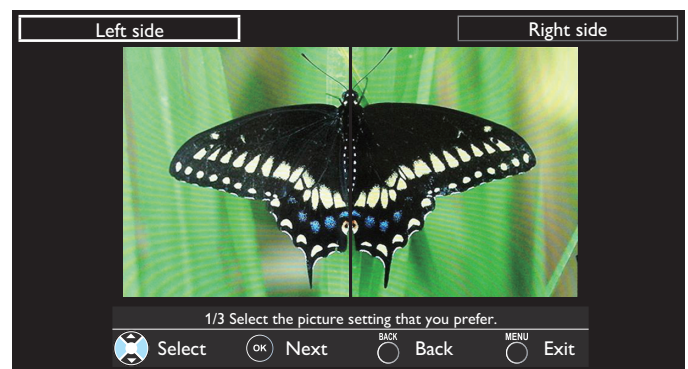 Left side
Right side
1/3 Select the picture setting that you prefer.
Select OK Next BACK Back MENU Exit